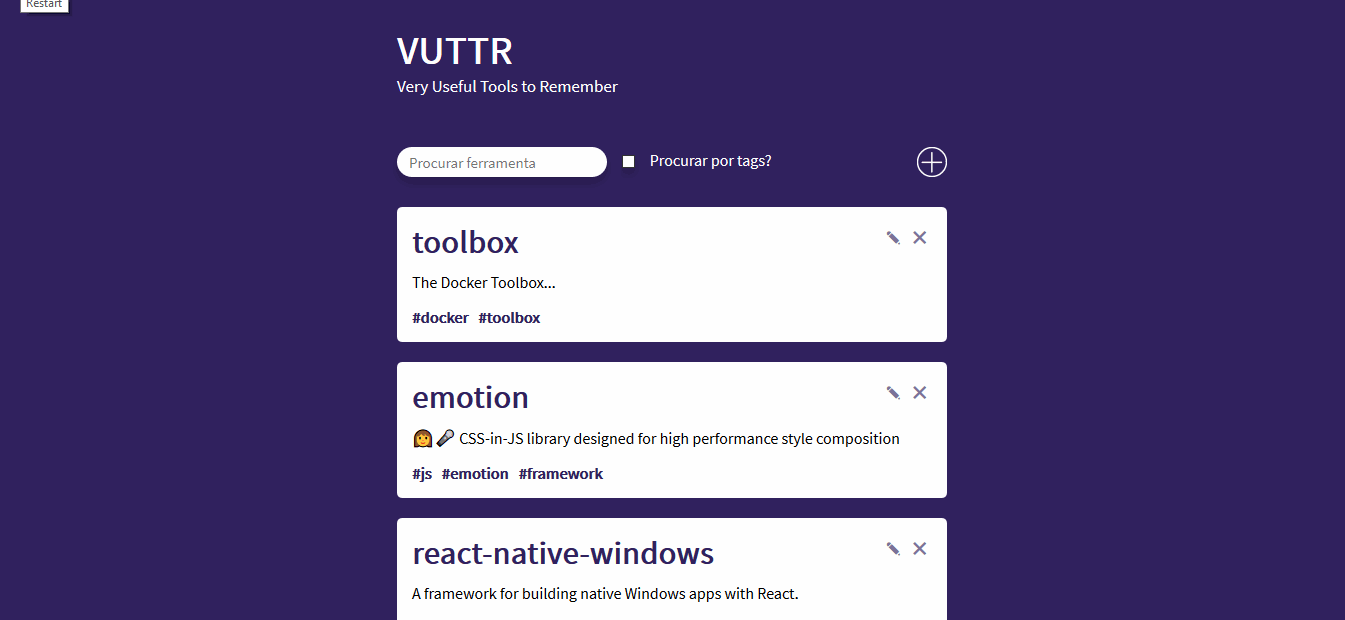 Restart
VUTTR
Very Useful Tools to Remember
Procurar ferramenta
Procurar por tags?
toolbox
The Docker Toolbox...
#docker #toolbox
emotion
👩‍🎤 CSS-in-JS library designed for high performance style composition
#js #emotion #framework
react-native-windows
A framework for building native Windows apps with React.